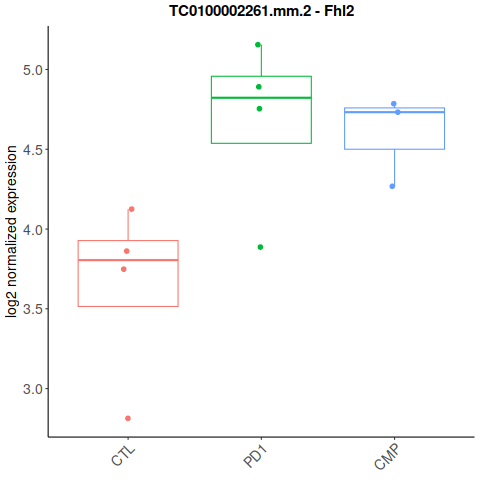 TC0100002261.mm.2 - Fhl2
log2 normalized expression
5.0
4.5
4.0
3.5
3.0
CTL
PD1
CMP